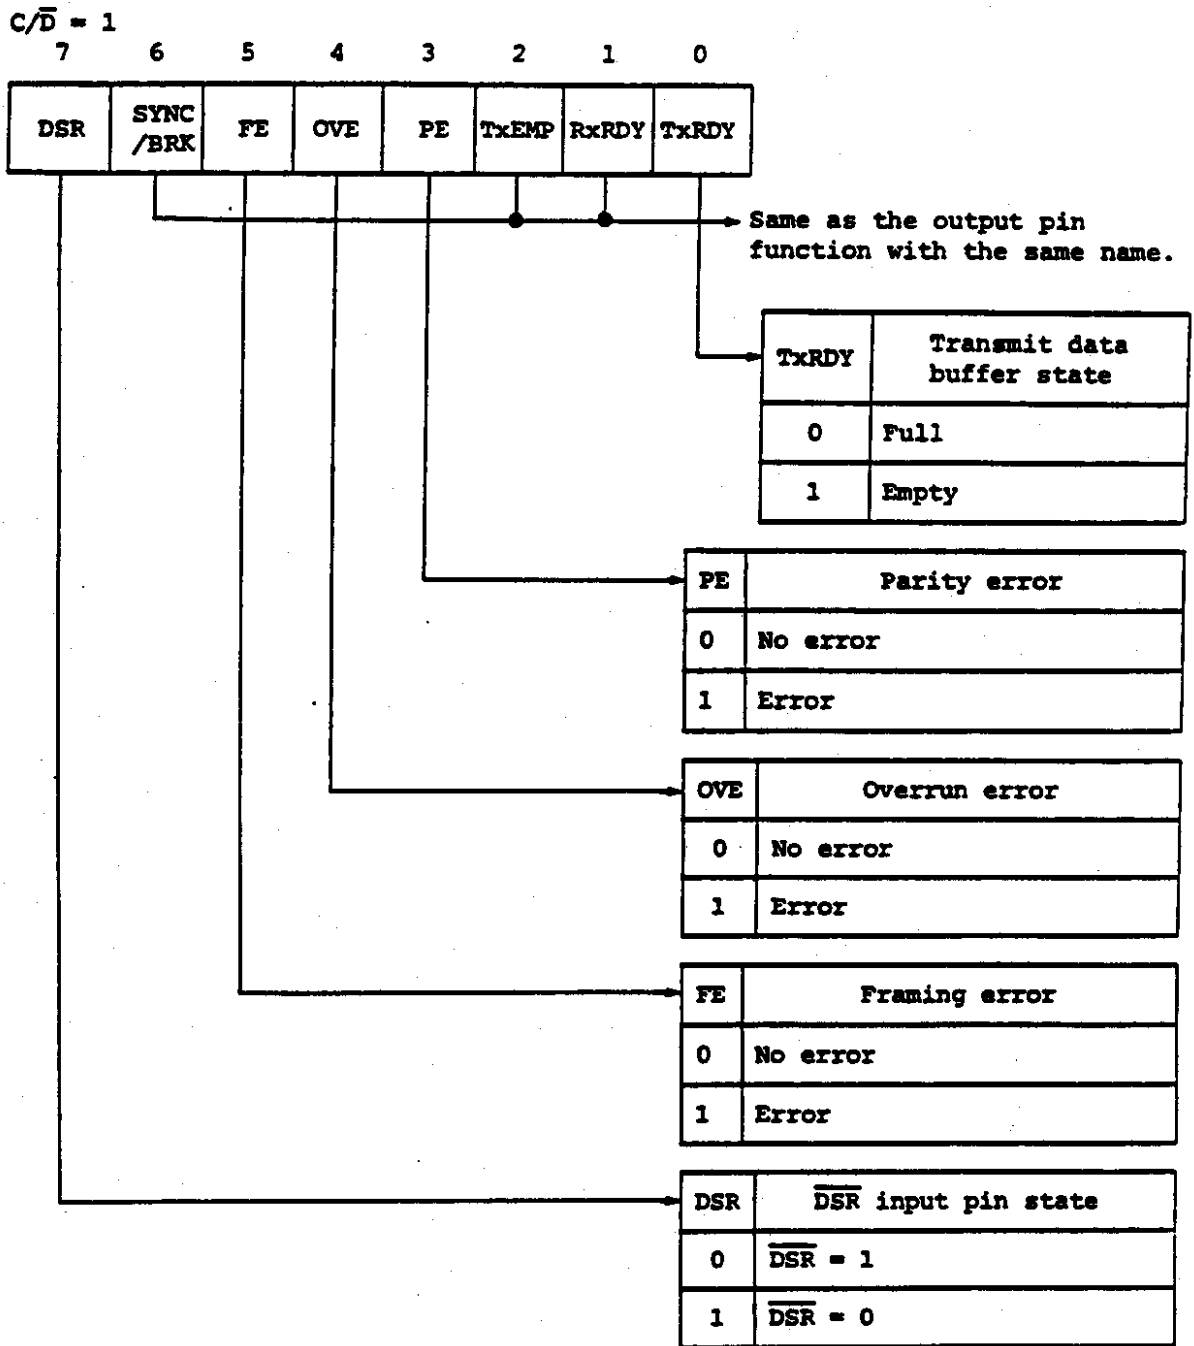 C/D̅ = 1
7 6 5 4 3 2 1 0
DSR SYNC/BRK FE OVE PE TxEMP RxRDY TxRDY
Same as the output pin
function with the same name.
TxRDY Transmit data
buffer state
0 Full
1 Empty
PE Parity error
0 No error
1 Error
OVE Overrun error
0 No error
1 Error
FE Framing error
0 No error
1 Error
DSR D̅S̅R̅ input pin state
0 D̅S̅R̅ = 1
1 D̅S̅R̅ = 0